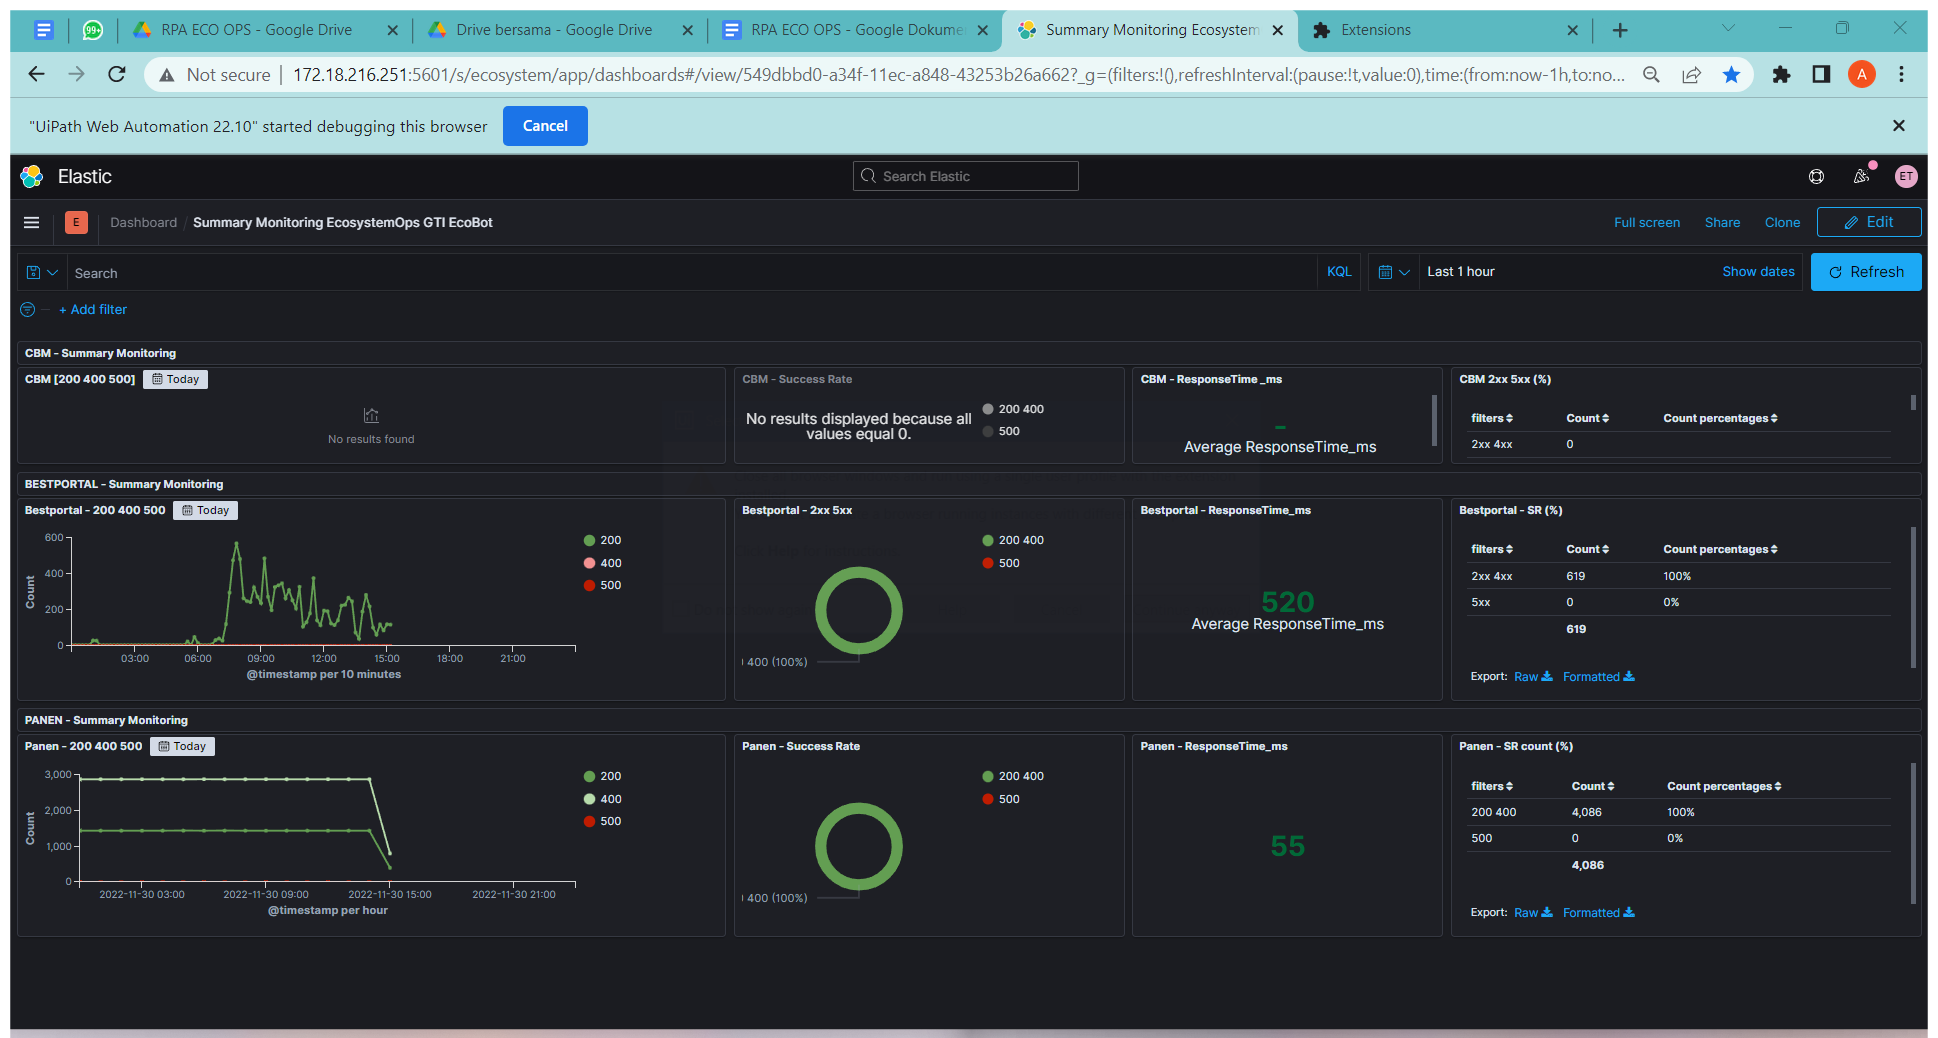 99+
RPA ECO OPS - Google Drive
Drive bersama - Google Drive
RPA ECO OPS - Google Dokume
Summary Monitoring Ecosystem
Extensions
Not secure
172.18.216.251:5601/s/ecosystem/app/dashboards#/view/549dbbd0-a34f-11ec-a848-43253b26a662?_g=(filters:!(),refreshInterval:(pause:!t,value:0),time:(from:now-1h,to:no...
A
"UiPath Web Automation 22.10" started debugging this browser
Cancel
Elastic
Search Elastic
ET
E
Dashboard / Summary Monitoring EcosystemOps GTI EcoBot
Full screen
Share
Clone
Edit
Search
KQL
Last 1 hour
Show dates
Refresh
+ Add filter
CBM - Summary Monitoring
CBM [200 400 500]
Today
No results found
CBM - Success Rate
No results displayed because all
values equal 0.
200 400
500
CBM - ResponseTime _ms
-
Average ResponseTime_ms
CBM 2xx 5xx (%)
filters Count Count percentages
2xx 4xx 0
BESTPORTAL - Summary Monitoring
Bestportal - 200 400 500
Today
600
400
200
0
Count
03:00 06:00 09:00 12:00 15:00 18:00 21:00
@timestamp per 10 minutes
200
400
500
Bestportal - 2xx 5xx
200 400
500
400 (100%)
Bestportal - ResponseTime_ms
520
Average ResponseTime_ms
Bestportal - SR (%)
filters Count Count percentages
2xx 4xx 619 100%
5xx 0 0%
619
Export: Raw Formatted
PANEN - Summary Monitoring
Panen - 200 400 500
Today
3,000
2,000
1,000
0
Count
2022-11-30 03:00 2022-11-30 09:00 2022-11-30 15:00 2022-11-30 21:00
@timestamp per hour
200
400
500
Panen - Success Rate
200 400
500
400 (100%)
Panen - ResponseTime_ms
55
Panen - SR count (%)
filters Count Count percentages
200 400 4,086 100%
500 0 0%
4,086
Export: Raw Formatted